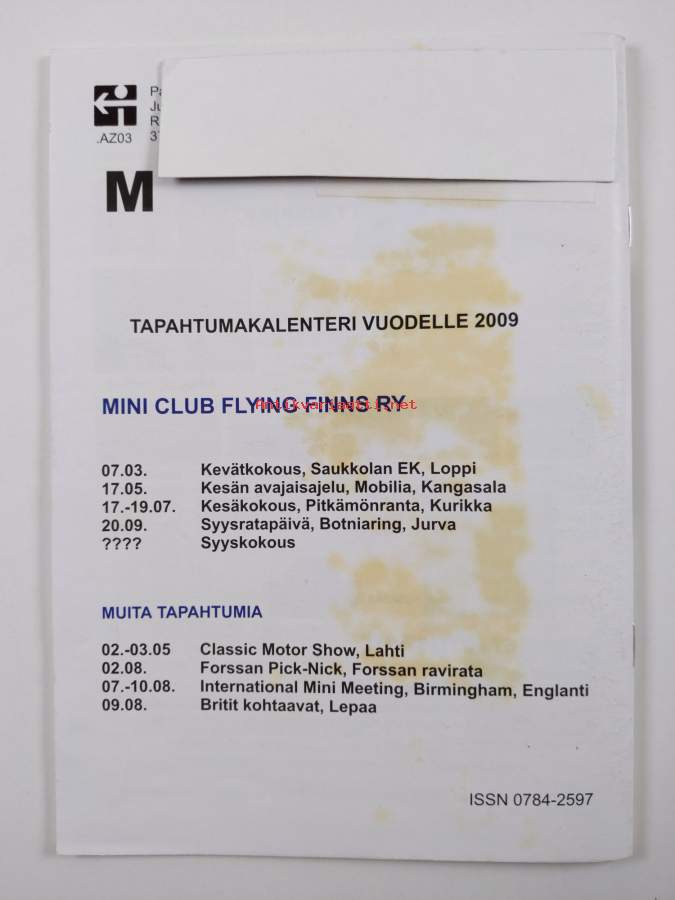 .AZ03
M
TAPAHTUMAKALENTERI VUODELLE 2009
MINI CLUB FLYING FINNS RY
Antikvariaatti.net
07.03. Kevätkokous, Saukkolan EK, Loppi
17.05. Kesän avajaisajelu, Mobilia, Kangasala
17.-19.07. Kesäkokous, Pitkämönranta, Kurikka
20.09. Syysratapäivä, Botniaring, Jurva
???? Syyskokous
MUITA TAPAHTUMIA
02.-03.05 Classic Motor Show, Lahti
02.08. Forssan Pick-Nick, Forssan ravirata
07.-10.08. International Mini Meeting, Birmingham, Englanti
09.08. Britit kohtaavat, Lepaa
ISSN 0784-2597